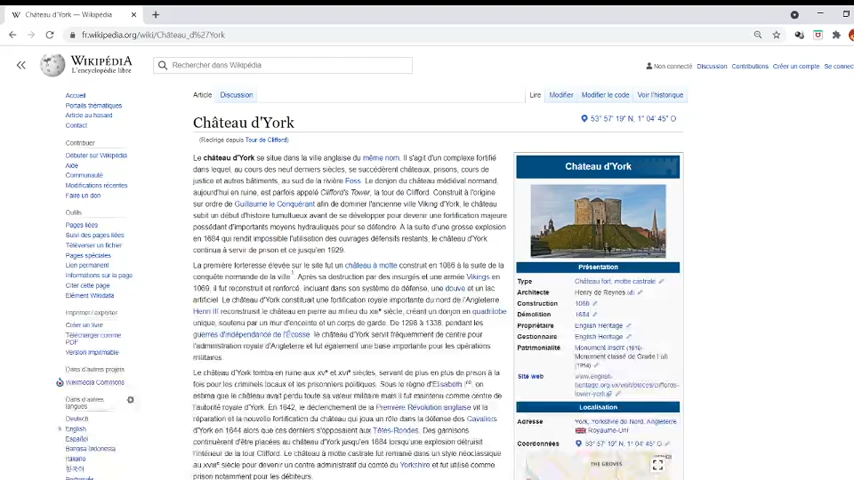 Château d'York — Wikipédia
fr.wikipedia.org/wiki/Château_d%27York
WIKIPÉDIA
L'encyclopédie libre
Rechercher dans Wikipédia
Non connecté Discussion Contributions Créer un compte Se connec
Article Discussion
Lire Modifier Modifier le code Voir l'historique
Accueil
Portails thématiques
Article au hasard
Contact
Contribuer
Débuter sur Wikipédia
Aide
Communauté
Modifications récentes
Faire un don
Outils
Pages liées
Suivi des pages liées
Téléverser un fichier
Pages spéciales
Lien permanent
Informations sur la page
Citer cette page
Élément Wikidata
Imprimer / exporter
Créer un livre
Télécharger comme
PDF
Version imprimable
Dans d'autres projets
Wikimedia Commons
Dans d'autres
langues
Deutsch
English
Español
Bahasa Indonesia
Italiano
한국어
Português
Château d'York
53° 57′ 19″ N, 1° 04′ 45″ O
(Redirigé depuis Tour de Clifford)
Le château d'York se situe dans la ville anglaise du même nom. Il s'agit d'un complexe fortifié
dans lequel, au cours des neuf derniers siècles, se succédèrent châteaux, prisons, cours de
justice et autres bâtiments, au sud de la rivière Foss. Le donjon du château médiéval normand,
aujourd'hui en ruine, est parfois appelé Clifford's Tower, la tour de Clifford. Construit à l'origine
sur ordre de Guillaume le Conquérant afin de dominer l'ancienne ville Viking d'York, le château
subit un début d'histoire tumultueux avant de se développer pour devenir une fortification majeure
possédant d'importants moyens hydrauliques pour se défendre. À la suite d'une grosse explosion
en 1684 qui rendit impossible l'utilisation des ouvrages défensifs restants, le château d'York
continua à servir de prison et ce jusqu'en 1929.
La première forteresse élevée sur le site fut un château à motte construit en 1068 à la suite de la
conquête normande de la ville. Après sa destruction par des insurgés et une armée Vikings en
1069, il fut reconstruit et renforcé, incluant dans son système de défense, une douve et un lac
artificiel. Le château d'York constituait une fortification royale importante du nord de l'Angleterre
Henri III reconstruisit le château en pierre au milieu du XIIIe siècle, créant un donjon en quadrilobe
unique, soutenu par un mur d'enceinte et un corps de garde. De 1298 à 1338, pendant les
guerres d'indépendance de l'Écosse, le château d'York servit fréquemment de centre pour
l'administration royale d'Angleterre et fut également une base importante pour les opérations
militaires.
Le château d'York tomba en ruine aux XVe et XVIe siècles, servant de plus en plus de prison à la
fois pour les criminels locaux et les prisonniers politiques. Sous le règne d'Élisabeth Ire, on
estima que le château avait perdu toute sa valeur militaire mais il fut maintenu comme centre de
l'autorité royale d'York. En 1642, le déclenchement de la Première Révolution anglaise vit la
réparation et la nouvelle fortification du château qui joua un rôle dans la défense des Cavaliers
d'York en 1644 alors que ces derniers s'opposaient aux Têtes-Rondes. Des garnisons
continuèrent d'être placées au château d'York jusqu'en 1684 lorsqu'une explosion détruisit
l'intérieur de la tour Clifford. Le château à motte castrale fut remanié dans un style néoclassique
au XVIIIe siècle pour devenir un centre administratif du comté du Yorkshire et fut utilisé comme
prison notamment pour les débiteurs.
Château d'York
Présentation
Type Château fort, motte castrale
Architecte Henry de Reynes
Construction 1068
Démolition 1684
Propriétaire English Heritage
Gestionnaire English Heritage
Patrimonialité Monument inscrit
Monument classé de Grade I
(1954)
Site web www.english-
heritage.org.uk/visit/places/cliffords-
tower-york
Localisation
Adresse York, Yorkshire du Nord, Angleterre
Royaume-Uni
Coordonnées 53° 57′ 19″ N, 1° 04′ 45″ O
THE GROVES